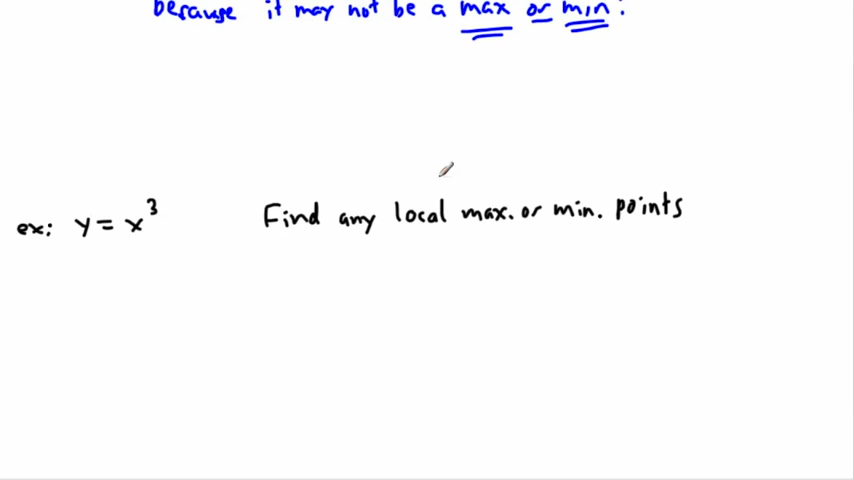 because it may not be a max or min!
ex: y = x³ Find any local max. or min. points